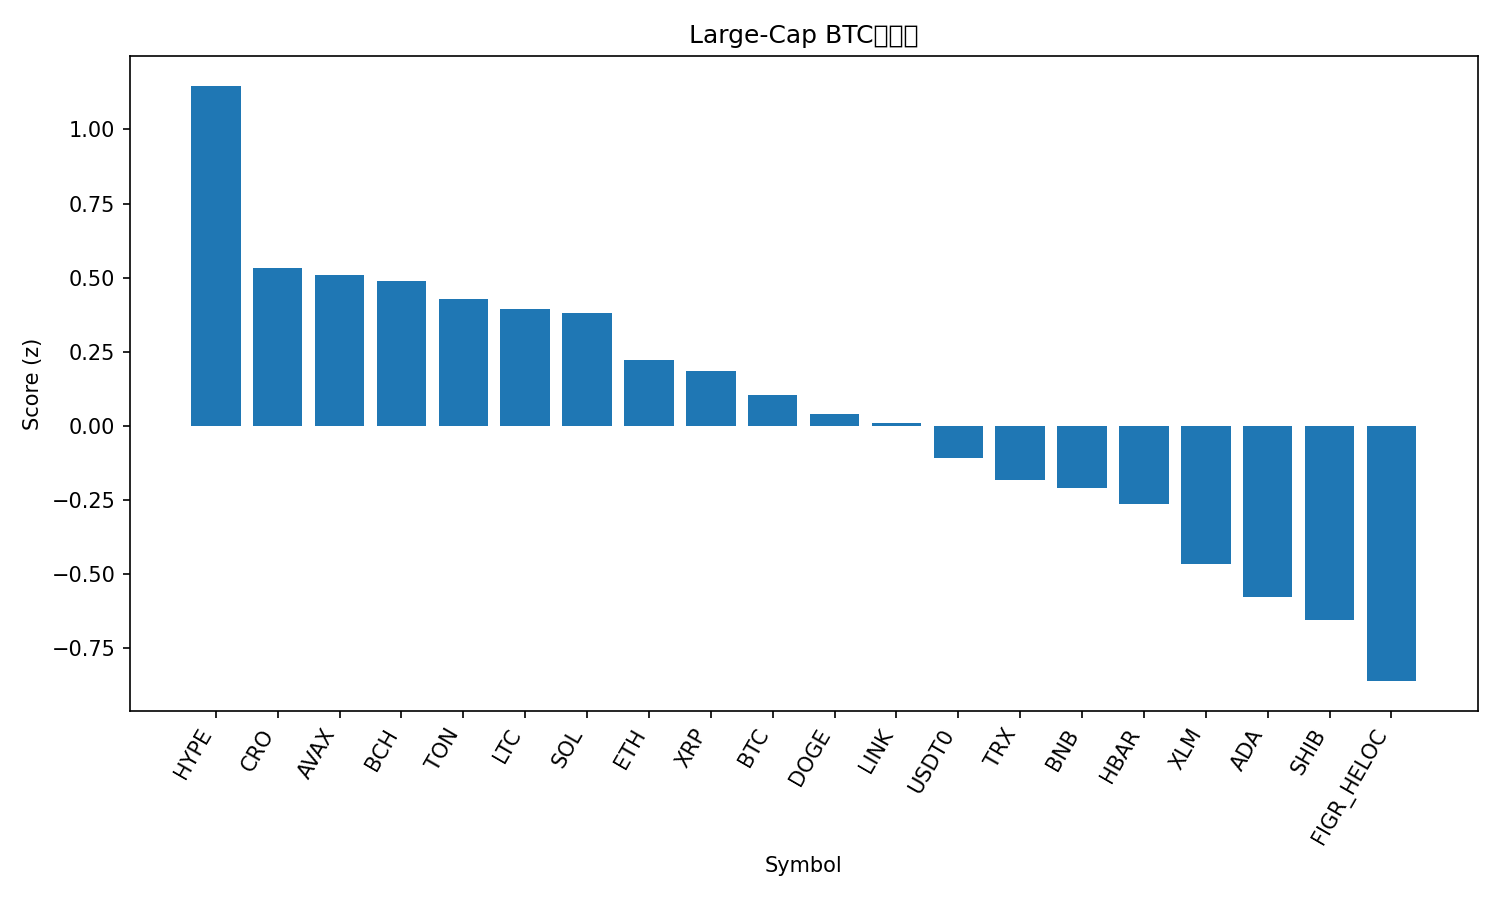 Large-Cap BTC
Score (z)
1.00
0.75
0.50
0.25
0.00
−0.25
−0.50
−0.75
HYPE
CRO
AVAX
BCH
TON
LTC
SOL
ETH
XRP
BTC
DOGE
LINK
USDT0
TRX
BNB
HBAR
XLM
ADA
SHIB
FIGR_HELOC
Symbol